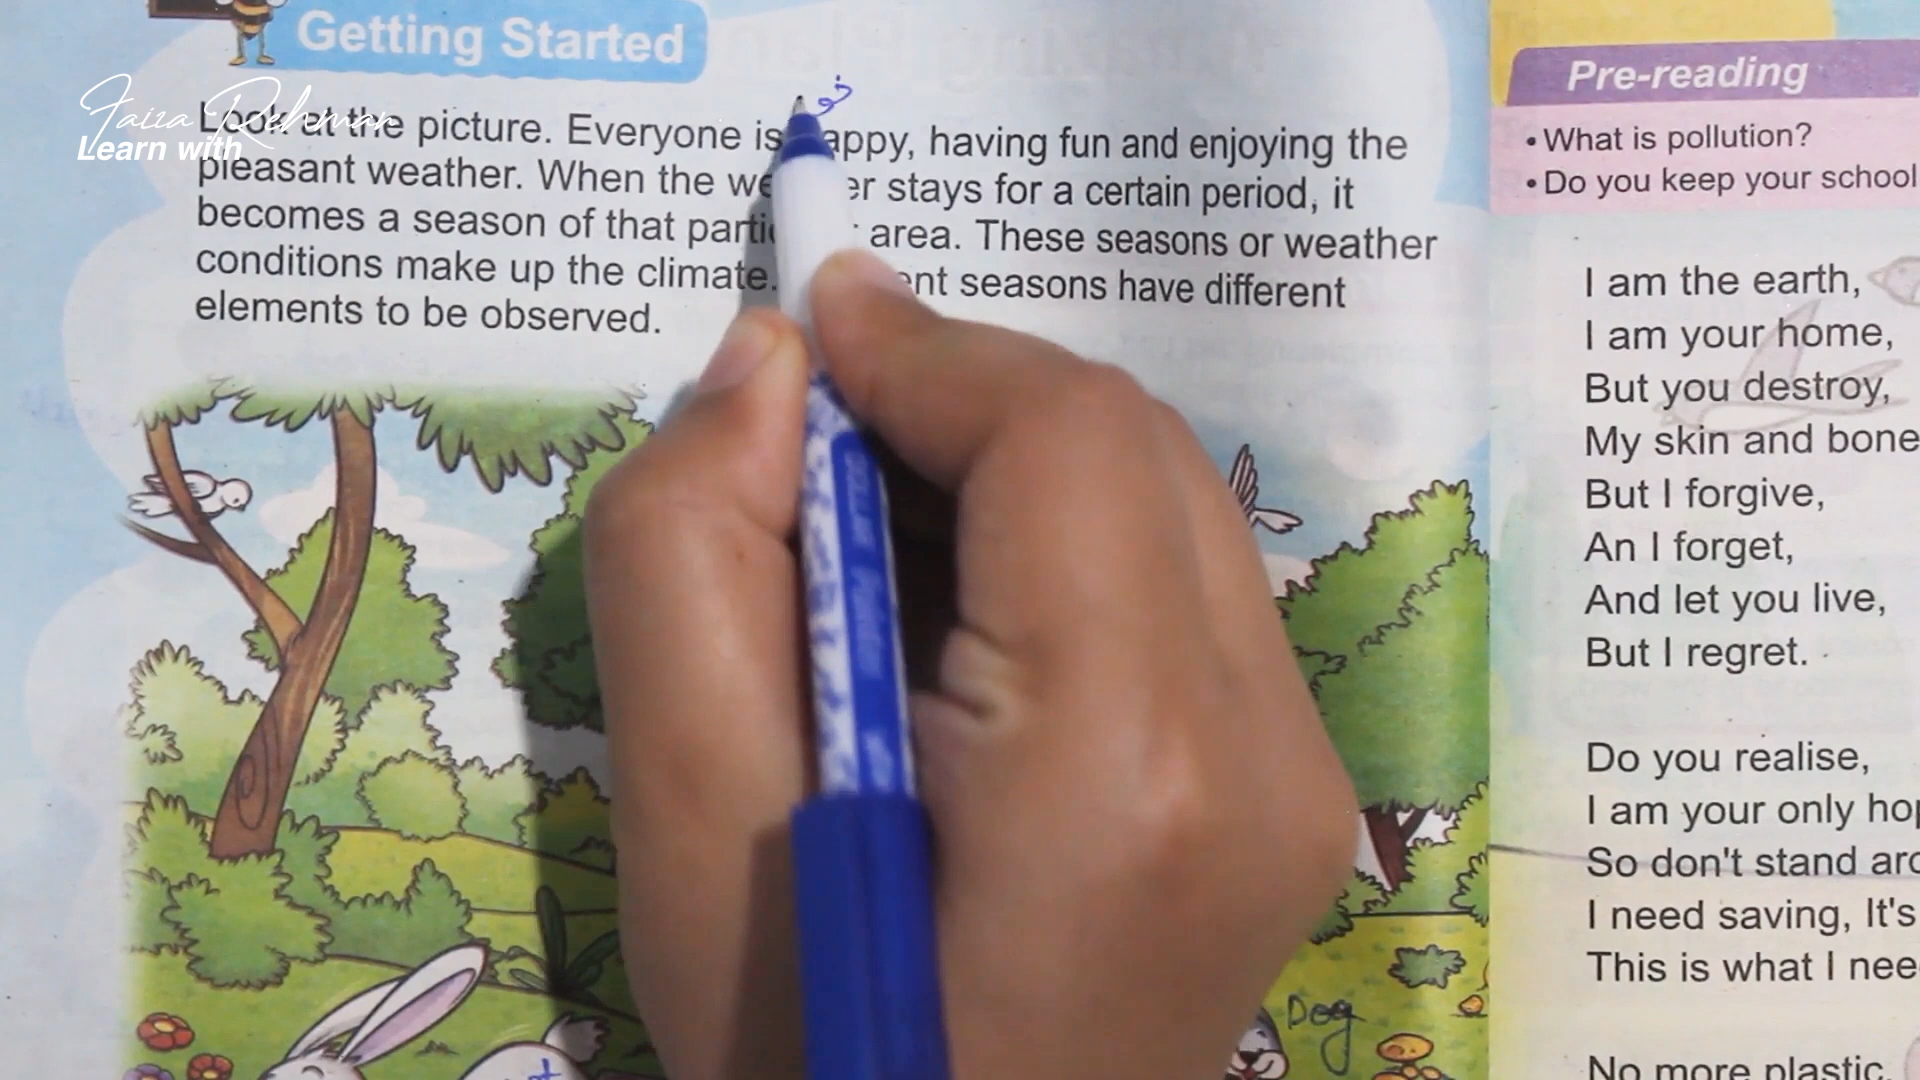 Getting Started
Faiza Rehman
Learn with
Look at the picture. Everyone is appy, having fun and enjoying the
pleasant weather. When the we er stays for a certain period, it
becomes a season of that parti area. These seasons or weather
conditions make up the climate. ent seasons have different
elements to be observed.
Dog
Pre-reading
• What is pollution?
• Do you keep your school
I am the earth,
I am your home,
But you destroy,
My skin and bone
But I forgive,
An I forget,
And let you live,
But I regret.
Do you realise,
I am your only hop
So don't stand aro
I need saving, It's
This is what I nee
No more plastic,